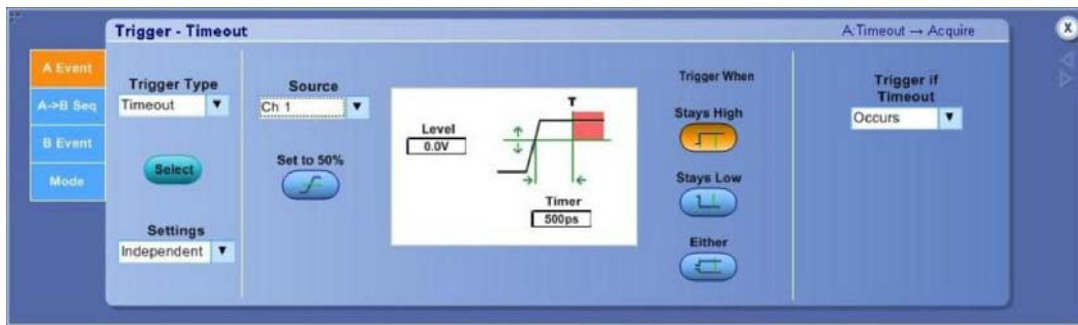 Trigger - Timeout
A:Timeout → Acquire
X
A Event
A->B Seq
B Event
Mode
Trigger Type
Timeout
Select
Settings
Independent
Source
Ch 1
Set to 50%
Level
0.0V
T
Timer
500ps
Trigger When
Stays High
Stays Low
Either
Trigger if
Timeout
Occurs